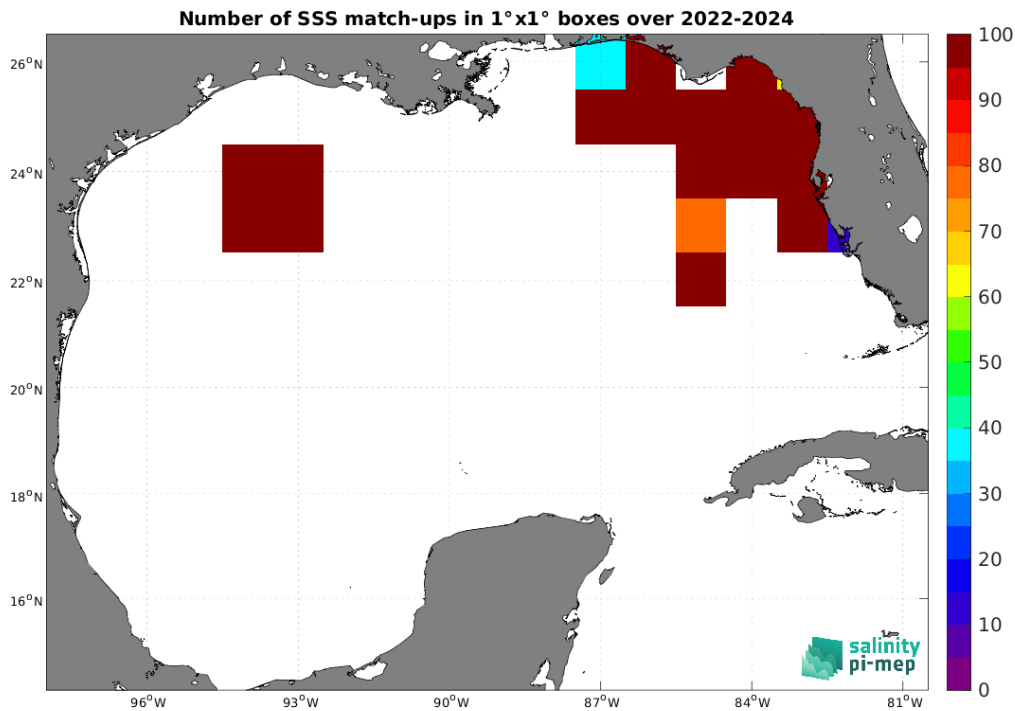 Number of SSS match-ups in 1°x1° boxes over 2022-2024
26°N
24°N
22°N
20°N
18°N
16°N
96°W
93°W
90°W
87°W
84°W
81°W
100
90
80
70
60
50
40
30
20
10
0
salinity
pi-mep